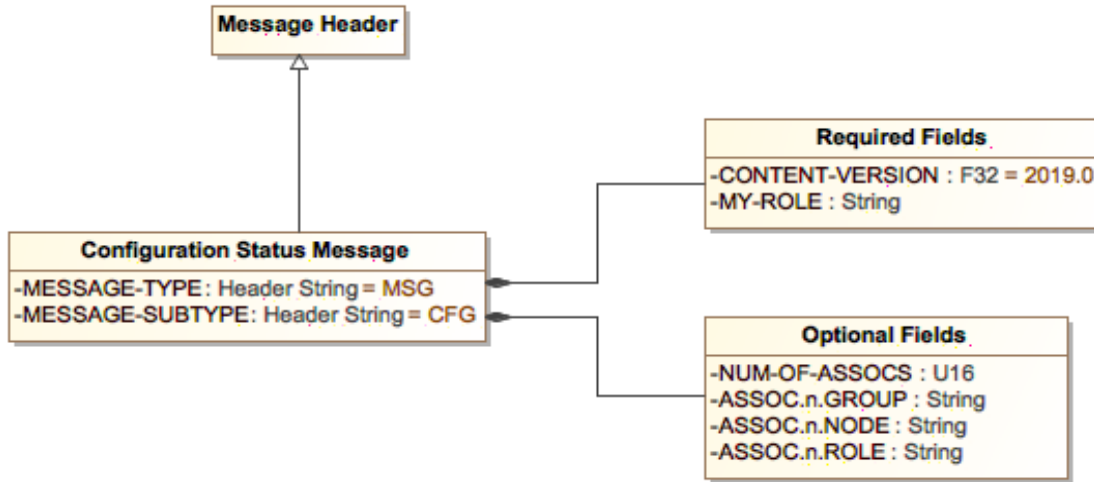 Message Header
Required Fields
-CONTENT-VERSION : F32 = 2019.0
-MY-ROLE : String
Configuration Status Message
-MESSAGE-TYPE: Header String = MSG
-MESSAGE-SUBTYPE: Header String = CFG
Optional Fields
-NUM-OF-ASSOCS : U16
-ASSOC.n.GROUP : String
-ASSOC.n.NODE : String
-ASSOC.n.ROLE : String